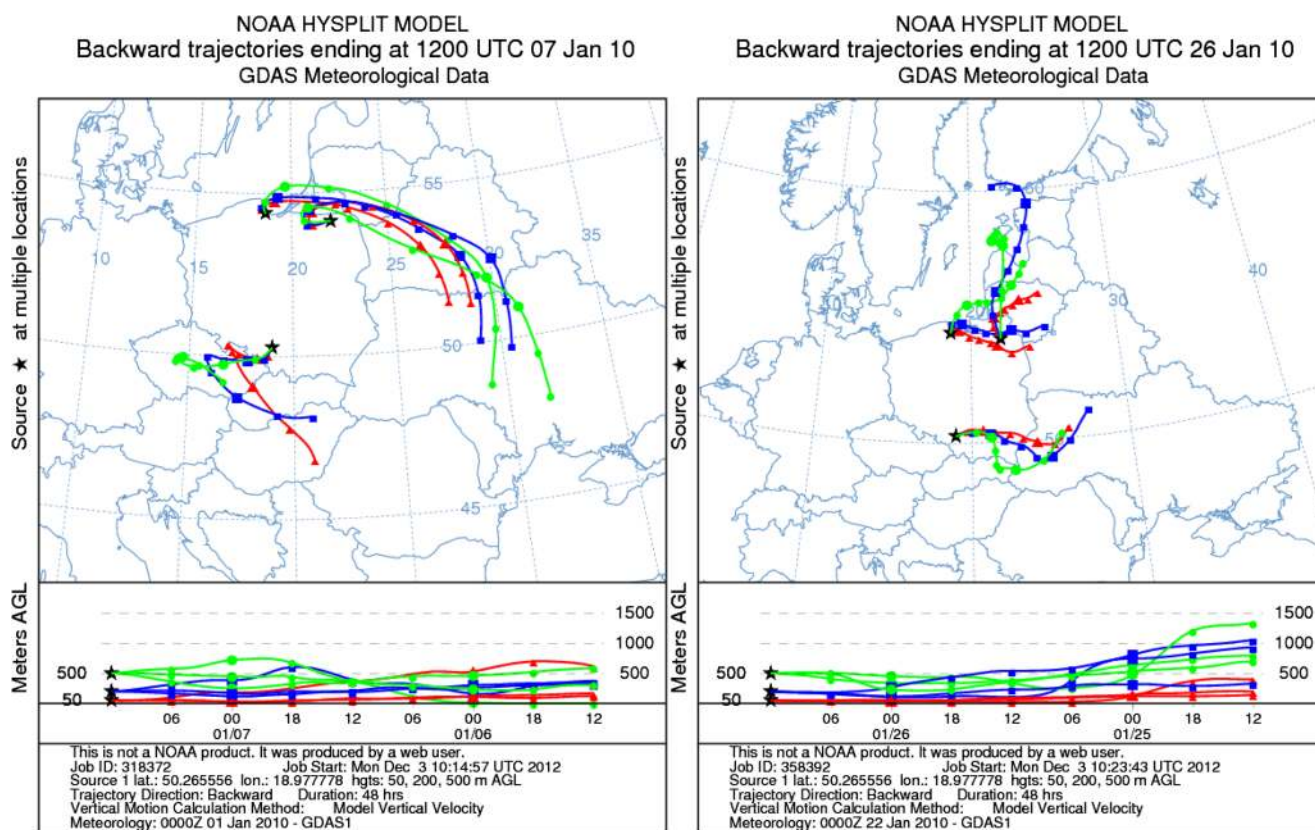 NOAA HYSPLIT MODEL
Backward trajectories ending at 1200 UTC 07 Jan 10
GDAS Meteorological Data
Source ★ at multiple locations
55
35
10
15
20
25
30
50
45
Meters AGL
1500
1000
500
500
50
06 00 18 12 06 00 18 12
01/07 01/06
This is not a NOAA product. It was produced by a web user.
Job ID: 318372 Job Start: Mon Dec 3 10:14:57 UTC 2012
Source 1 lat.: 50.265556 lon.: 18.977778 hgts: 50, 200, 500 m AGL
Trajectory Direction: Backward Duration: 48 hrs
Vertical Motion Calculation Method: Model Vertical Velocity
Meteorology: 0000Z 01 Jan 2010 - GDAS1
NOAA HYSPLIT MODEL
Backward trajectories ending at 1200 UTC 26 Jan 10
GDAS Meteorological Data
Source ★ at multiple locations
60
40
10
30
Meters AGL
1500
1000
500
500
50
06 00 18 12 06 00 18 12
01/26 01/25
This is not a NOAA product. It was produced by a web user.
Job ID: 358392 Job Start: Mon Dec 3 10:23:43 UTC 2012
Source 1 lat.: 50.265556 lon.: 18.977778 hgts: 50, 200, 500 m AGL
Trajectory Direction: Backward Duration: 48 hrs
Vertical Motion Calculation Method: Model Vertical Velocity
Meteorology: 0000Z 22 Jan 2010 - GDAS1